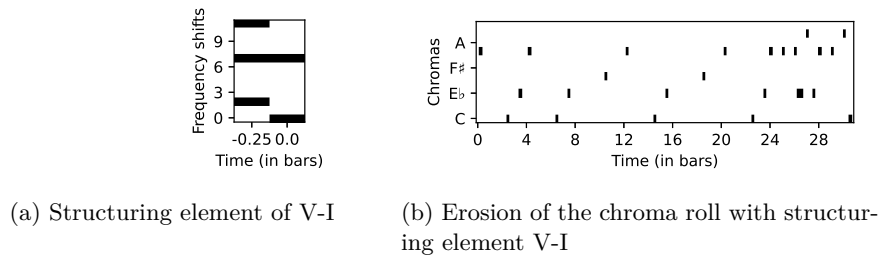 Frequency shifts
9
6
3
0
-0.25 0.0
Time (in bars)
Chromas
A
F♯
E♭
C
0 4 8 12 16 20 24 28
Time (in bars)
(a) Structuring element of V-I
(b) Erosion of the chroma roll with structur-
ing element V-I